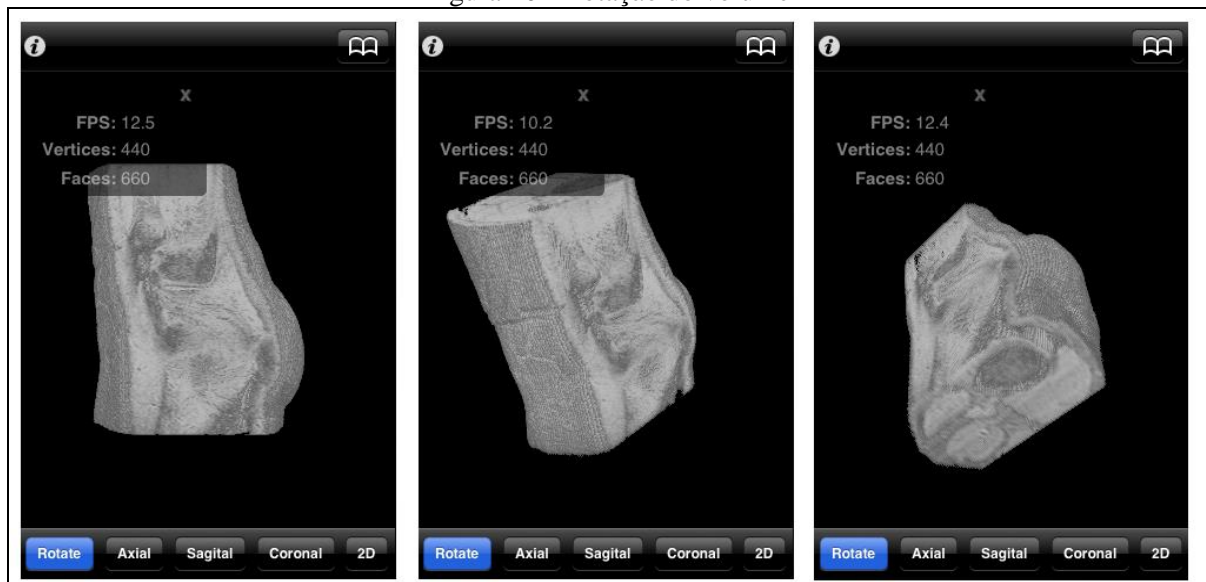 i
X
FPS: 12.5
Vertices: 440
Faces: 660
Rotate Axial Sagital Coronal 2D
i
X
FPS: 10.2
Vertices: 440
Faces: 660
Rotate Axial Sagital Coronal 2D
i
X
FPS: 12.4
Vertices: 440
Faces: 660
Rotate Axial Sagital Coronal 2D